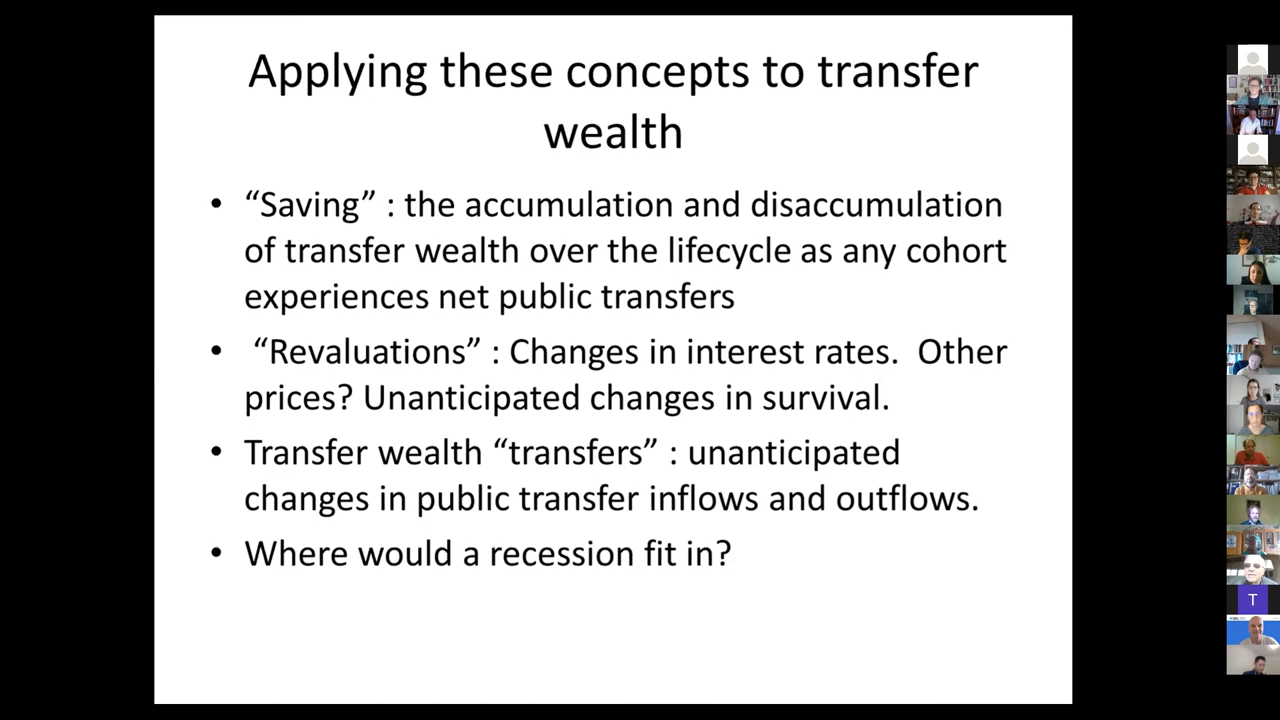 Applying these concepts to transfer
wealth
• “Saving” : the accumulation and disaccumulation
of transfer wealth over the lifecycle as any cohort
experiences net public transfers
• “Revaluations” : Changes in interest rates.  Other
prices? Unanticipated changes in survival.
• Transfer wealth “transfers” : unanticipated
changes in public transfer inflows and outflows.
• Where would a recession fit in?
T